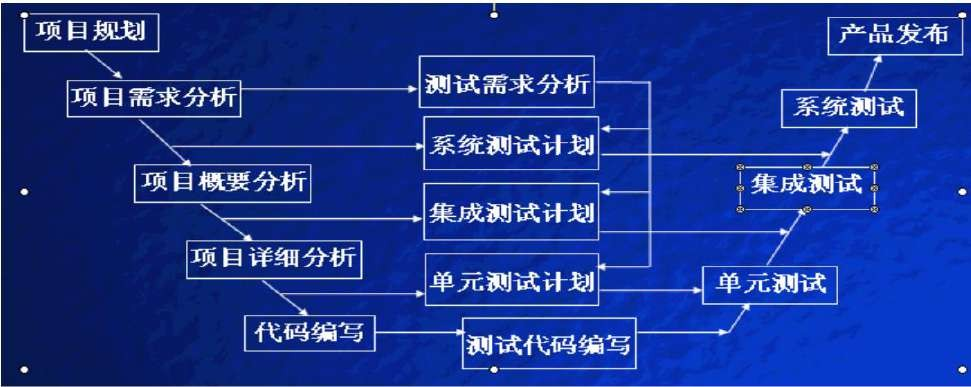 项目规划
产品发布
项目需求分析
测试需求分析
系统测试
系统测试计划
项目概要分析
集成测试
集成测试计划
项目详细分析
单元测试计划
单元测试
代码编写
测试代码编写